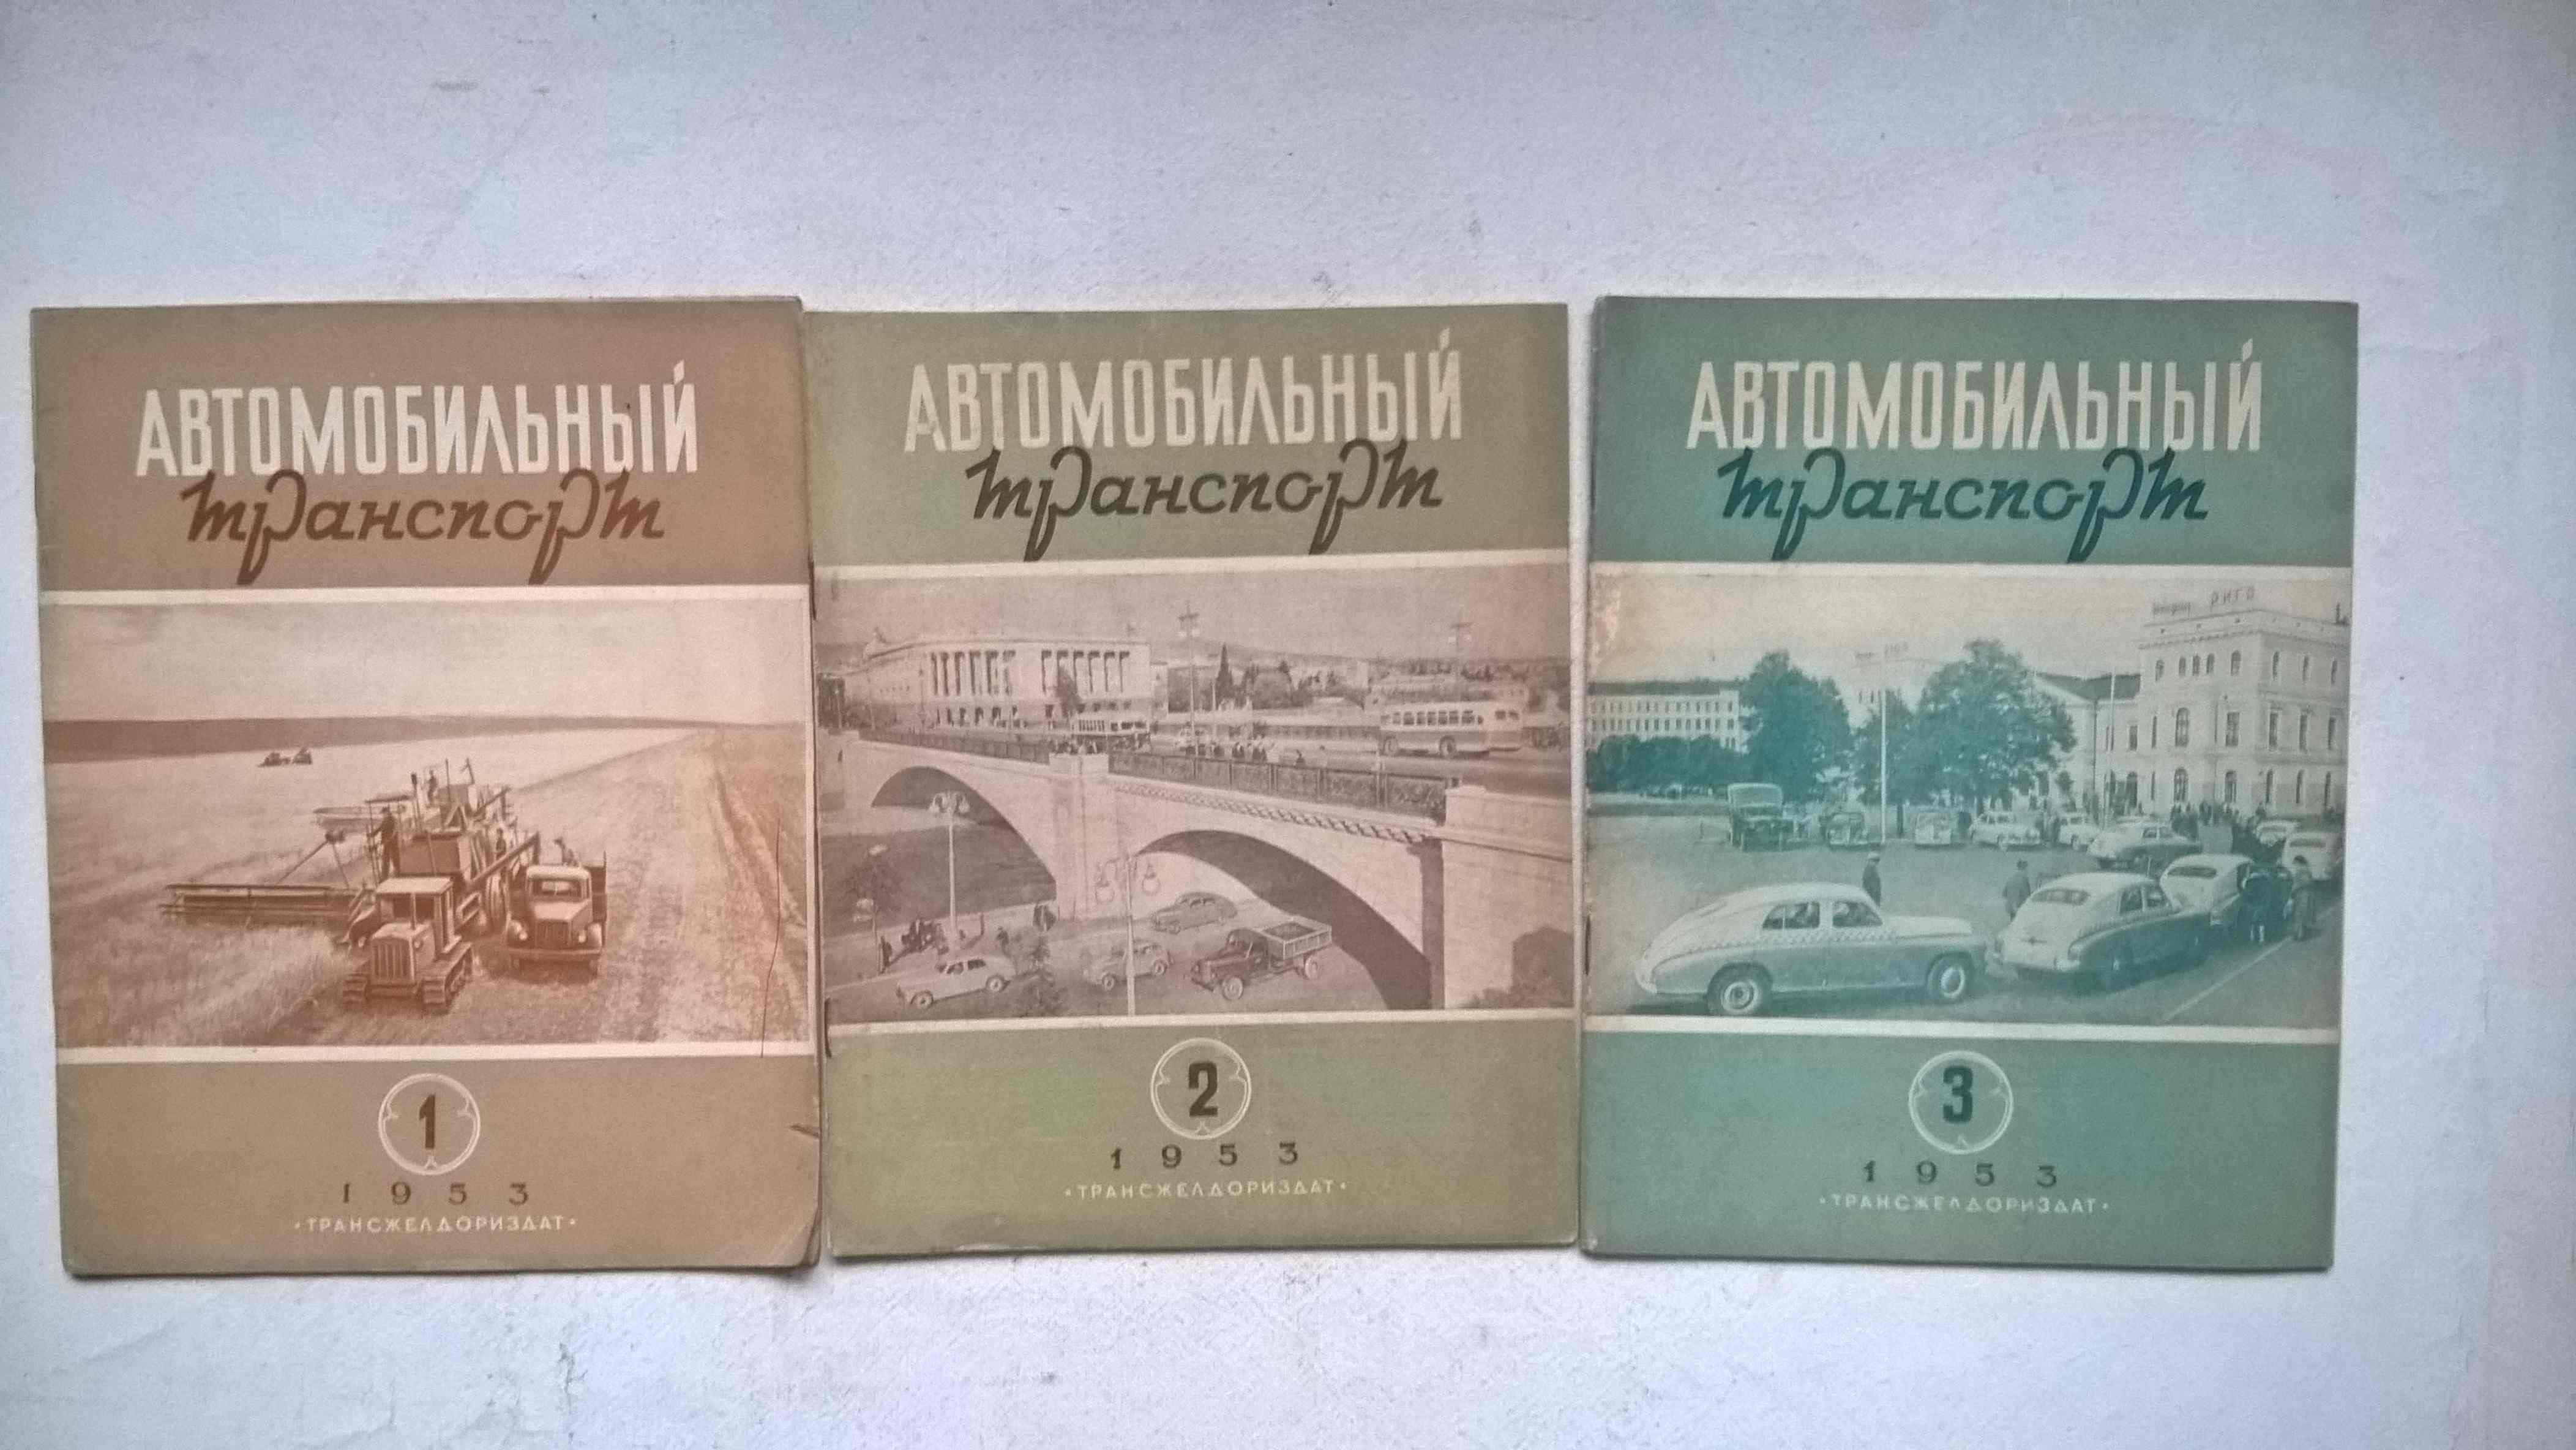 АВТОМОБИЛЬНЫЙ
транспорт
1
1953
•ТРАНСЖЕЛДОРИЗДАТ•
АВТОМОБИЛЬНЫЙ
транспорт
2
1953
•ТРАНСЖЕЛДОРИЗДАТ•
АВТОМОБИЛЬНЫЙ
транспорт
РИГА
3
1953
•ТРАНСЖЕЛДОРИЗДАТ•